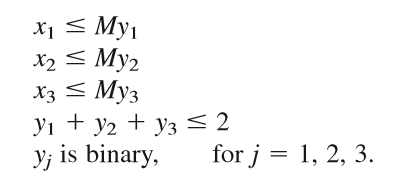 x₁ ≤ My₁
x₂ ≤ My₂
x₃ ≤ My₃
y₁ + y₂ + y₃ ≤ 2
yⱼ is binary, for j = 1, 2, 3.